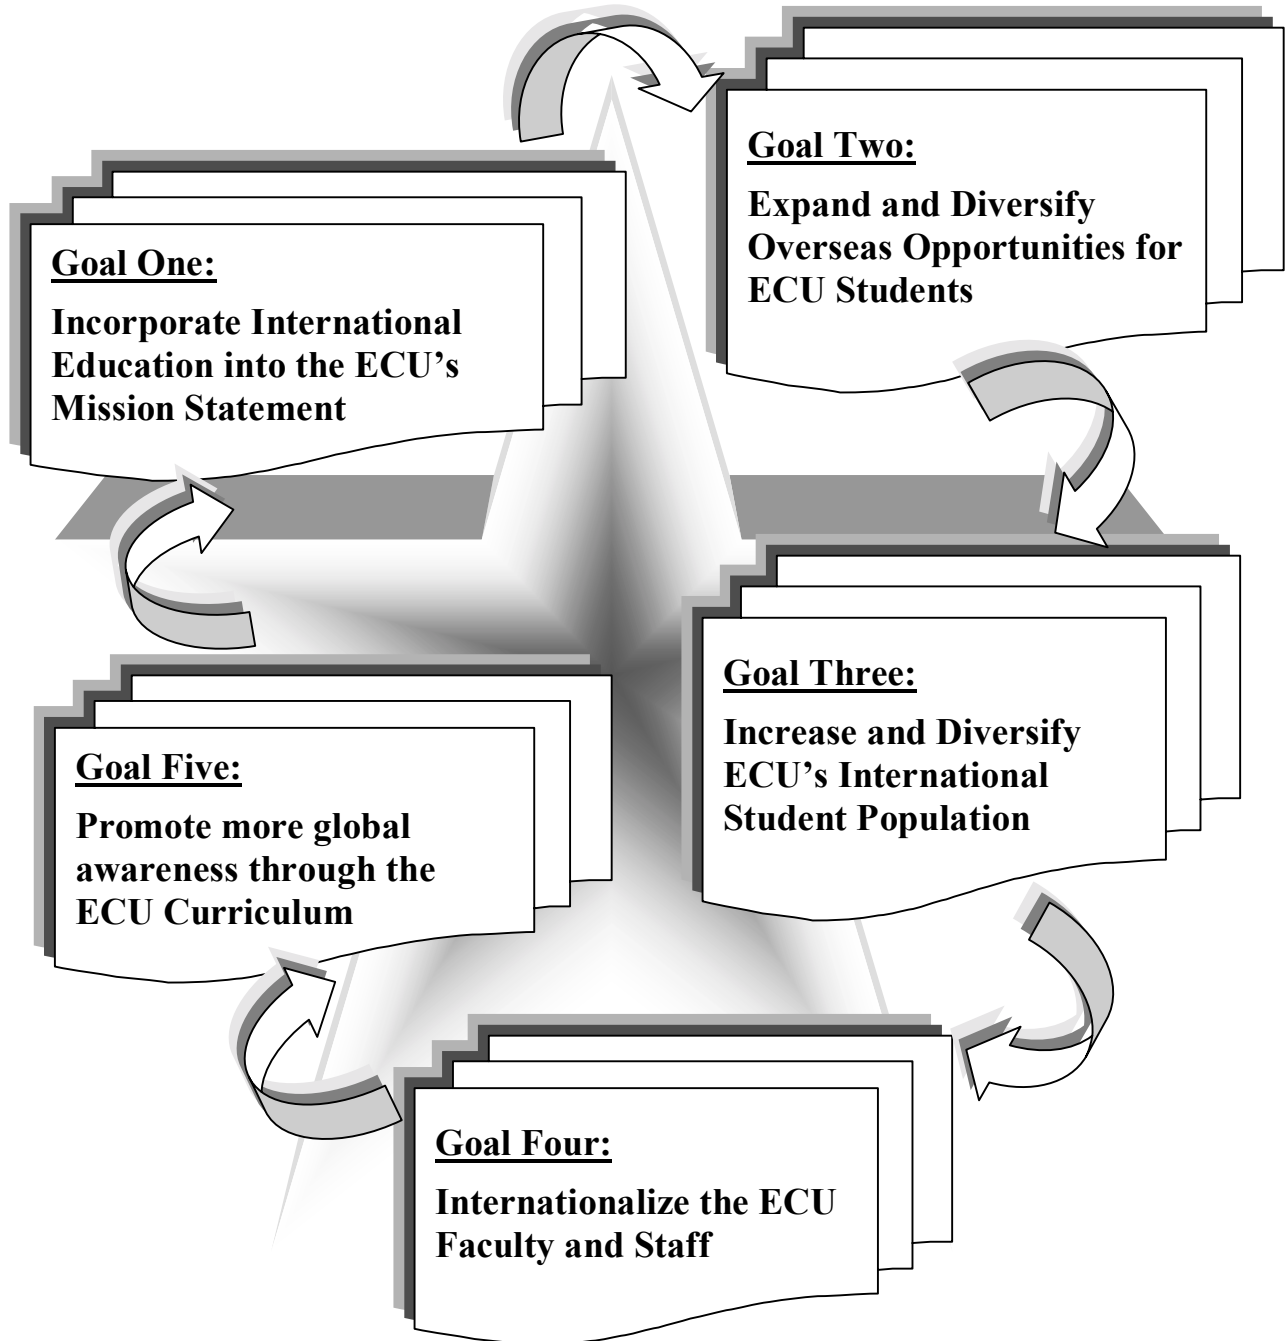 Goal One:
Incorporate International
Education into the ECU’s
Mission Statement
Goal Two:
Expand and Diversify
Overseas Opportunities for
ECU Students
Goal Three:
Increase and Diversify
ECU’s International
Student Population
Goal Four:
Internationalize the ECU
Faculty and Staff
Goal Five:
Promote more global
awareness through the
ECU Curriculum